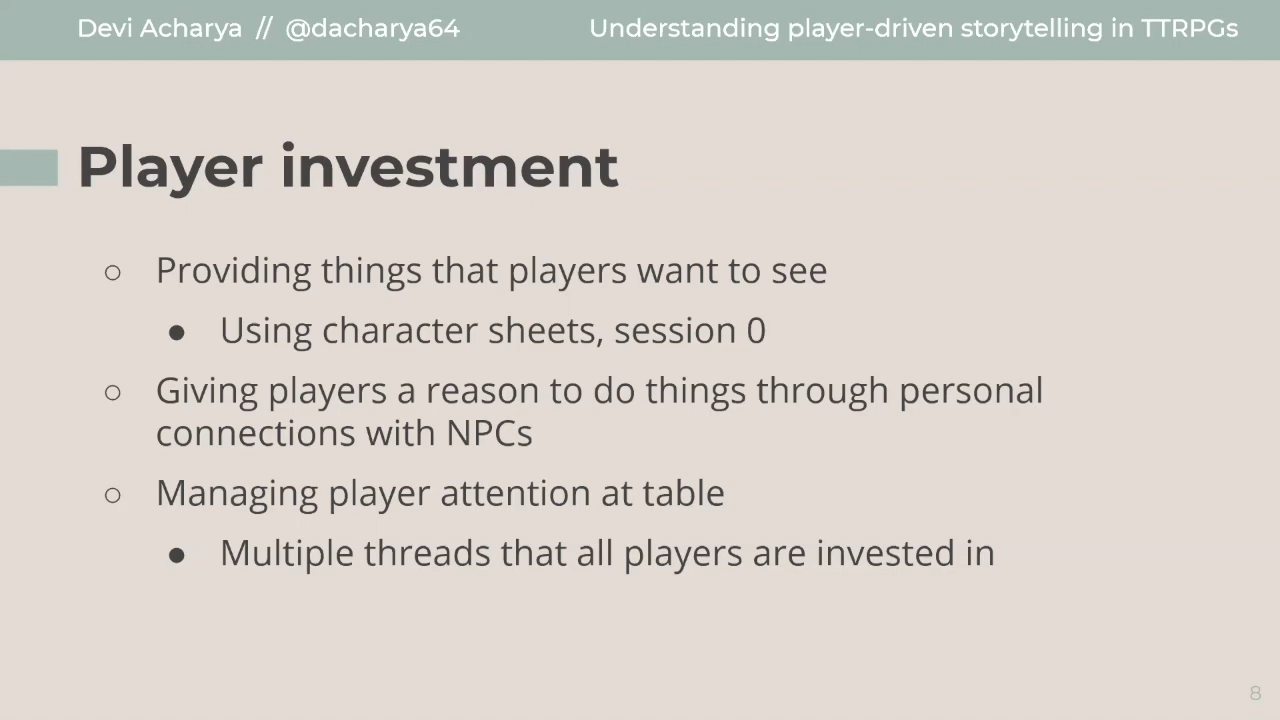 Devi Acharya // @dacharya64
Understanding player-driven storytelling in TTRPGs
Player investment
○ Providing things that players want to see
● Using character sheets, session 0
○ Giving players a reason to do things through personal
connections with NPCs
○ Managing player attention at table
● Multiple threads that all players are invested in
8